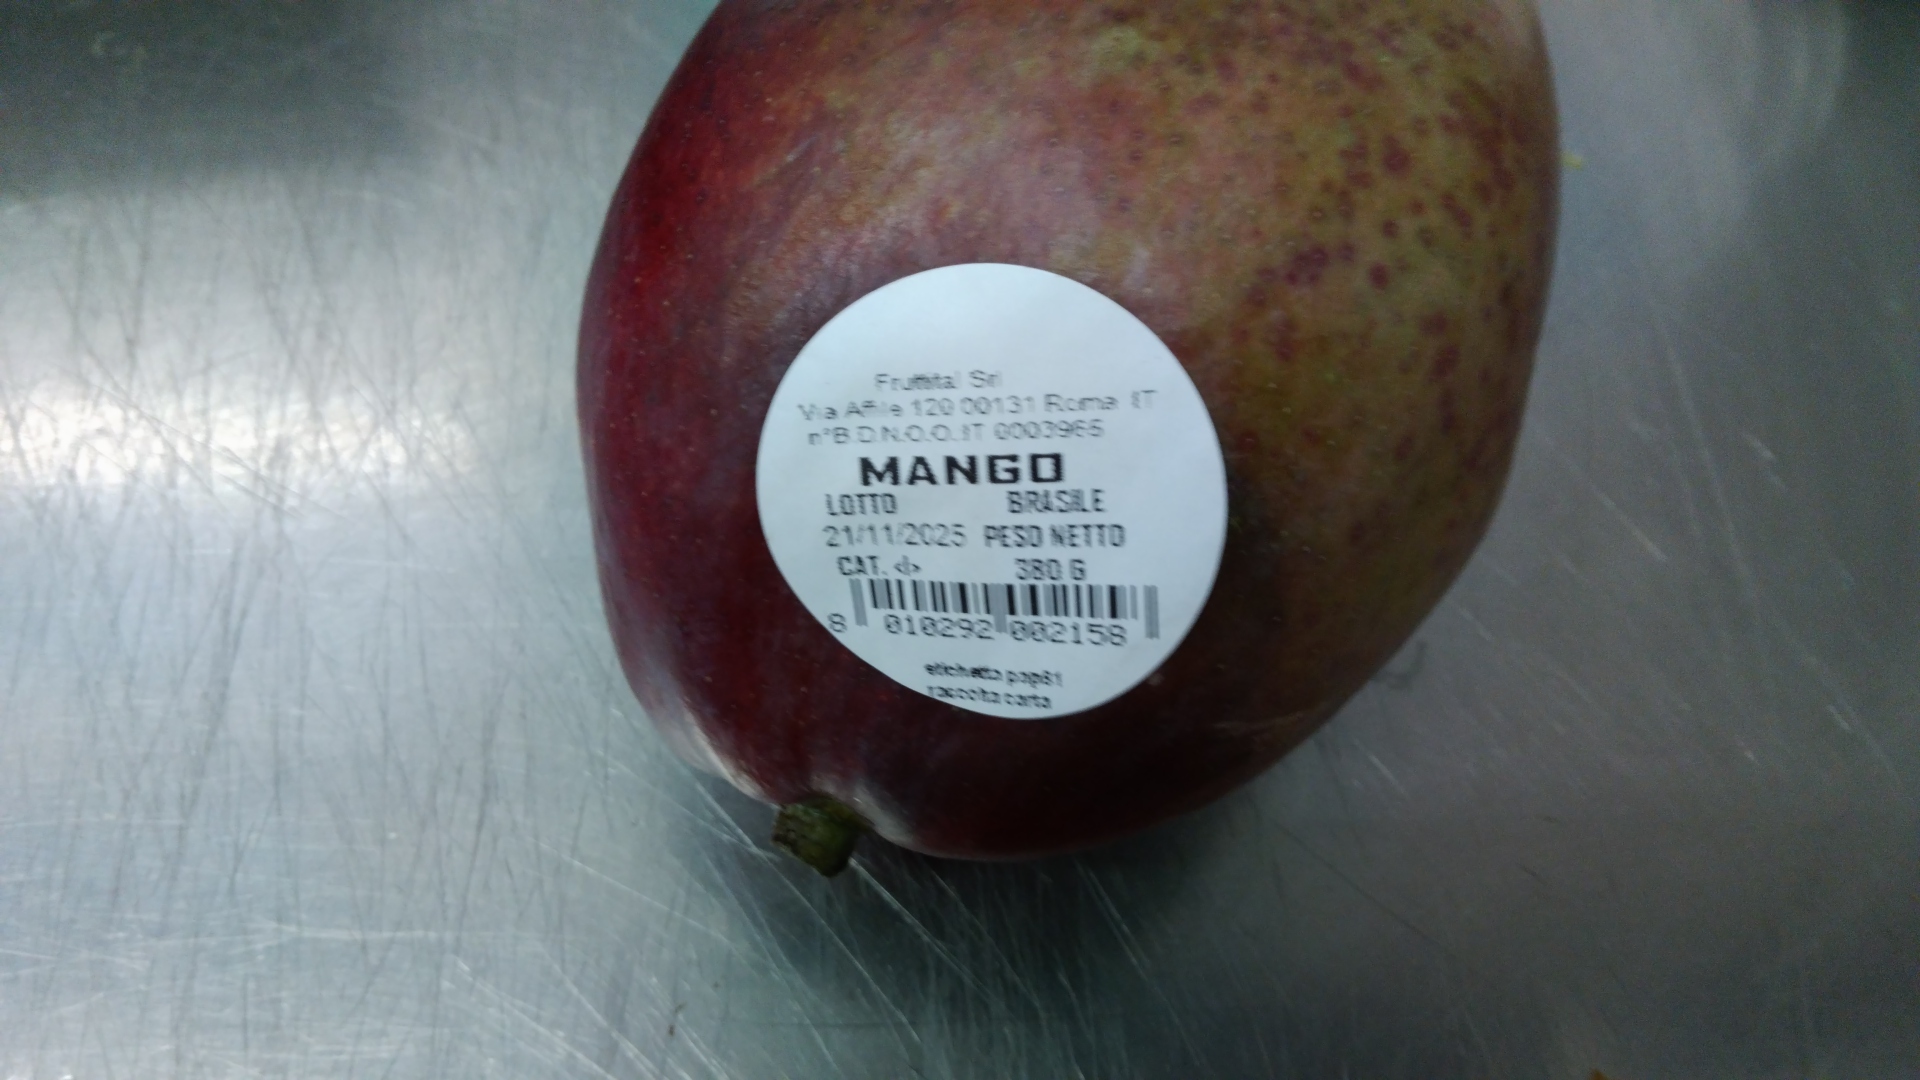 Fruttital Srl
Via Affile 120 00131 Roma IT
n°B.D.N.O.O. IT 0003965
MANGO
LOTTO BRASILE
21/11/2025 PESO NETTO
CAT. <I> 380 G
8 010292 002158
etichetta pap81
raccolta carta